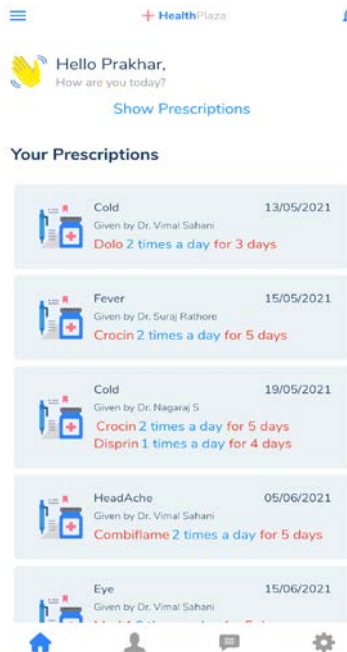 HealthPlaza
Hello Prakhar,
How are you today?
Show Prescriptions
Your Prescriptions
Cold 13/05/2021
Given by Dr. Vimal Sahani
Dolo 2 times a day for 3 days
Fever 15/05/2021
Given by Dr. Suraj Rathore
Crocin 2 times a day for 5 days
Cold 19/05/2021
Given by Dr. Nagaraj S
Crocin 2 times a day for 5 days
Disprin 1 times a day for 4 days
HeadAche 05/06/2021
Given by Dr. Vimal Sahani
Combiflame 2 times a day for 5 days
Eye 15/06/2021
Given by Dr. Vimal Sahani